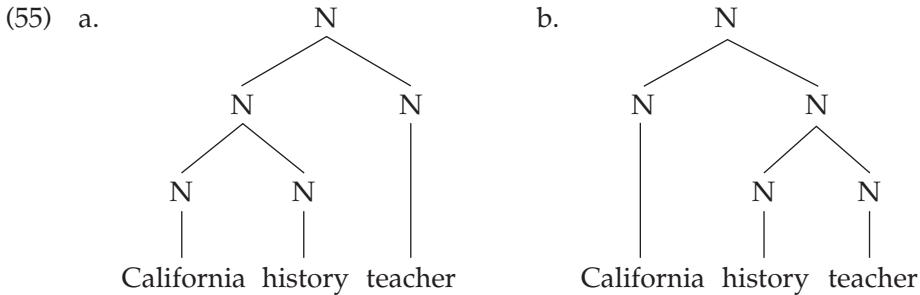 (55) a. N b. N
N N N N
N N N N
California history teacher California history teacher